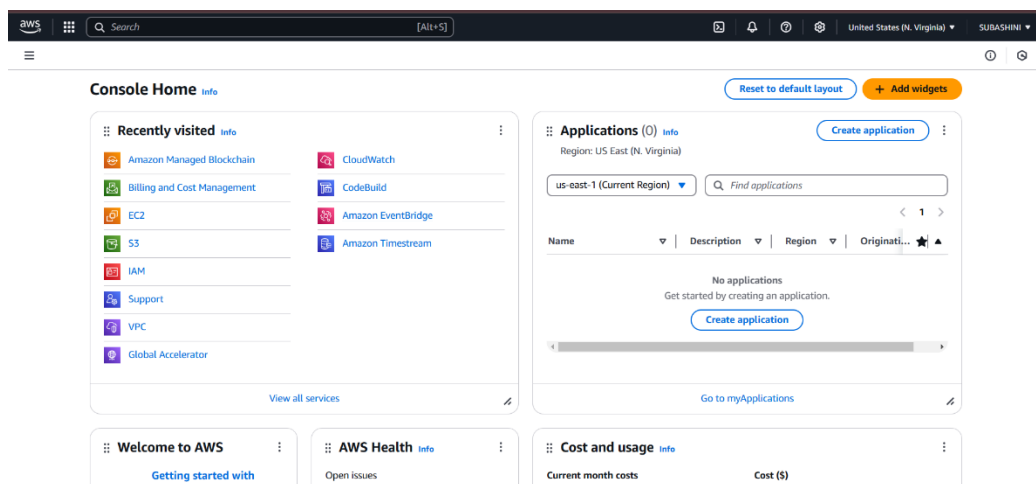 aws
Search [Alt+S]
United States (N. Virginia) ▼ SUBASHINI ▼
Console Home Info
Reset to default layout
+ Add widgets
Recently visited Info
Amazon Managed Blockchain
Billing and Cost Management
EC2
S3
IAM
Support
VPC
Global Accelerator
CloudWatch
CodeBuild
Amazon EventBridge
Amazon Timestream
View all services
Applications (0) Info
Create application
Region: US East (N. Virginia)
us-east-1 (Current Region) ▼
Find applications
< 1 >
Name Description Region Originati...
No applications
Get started by creating an application.
Create application
Go to myApplications
Welcome to AWS
Getting started with
AWS Health Info
Open issues
Cost and usage Info
Current month costs Cost ($)